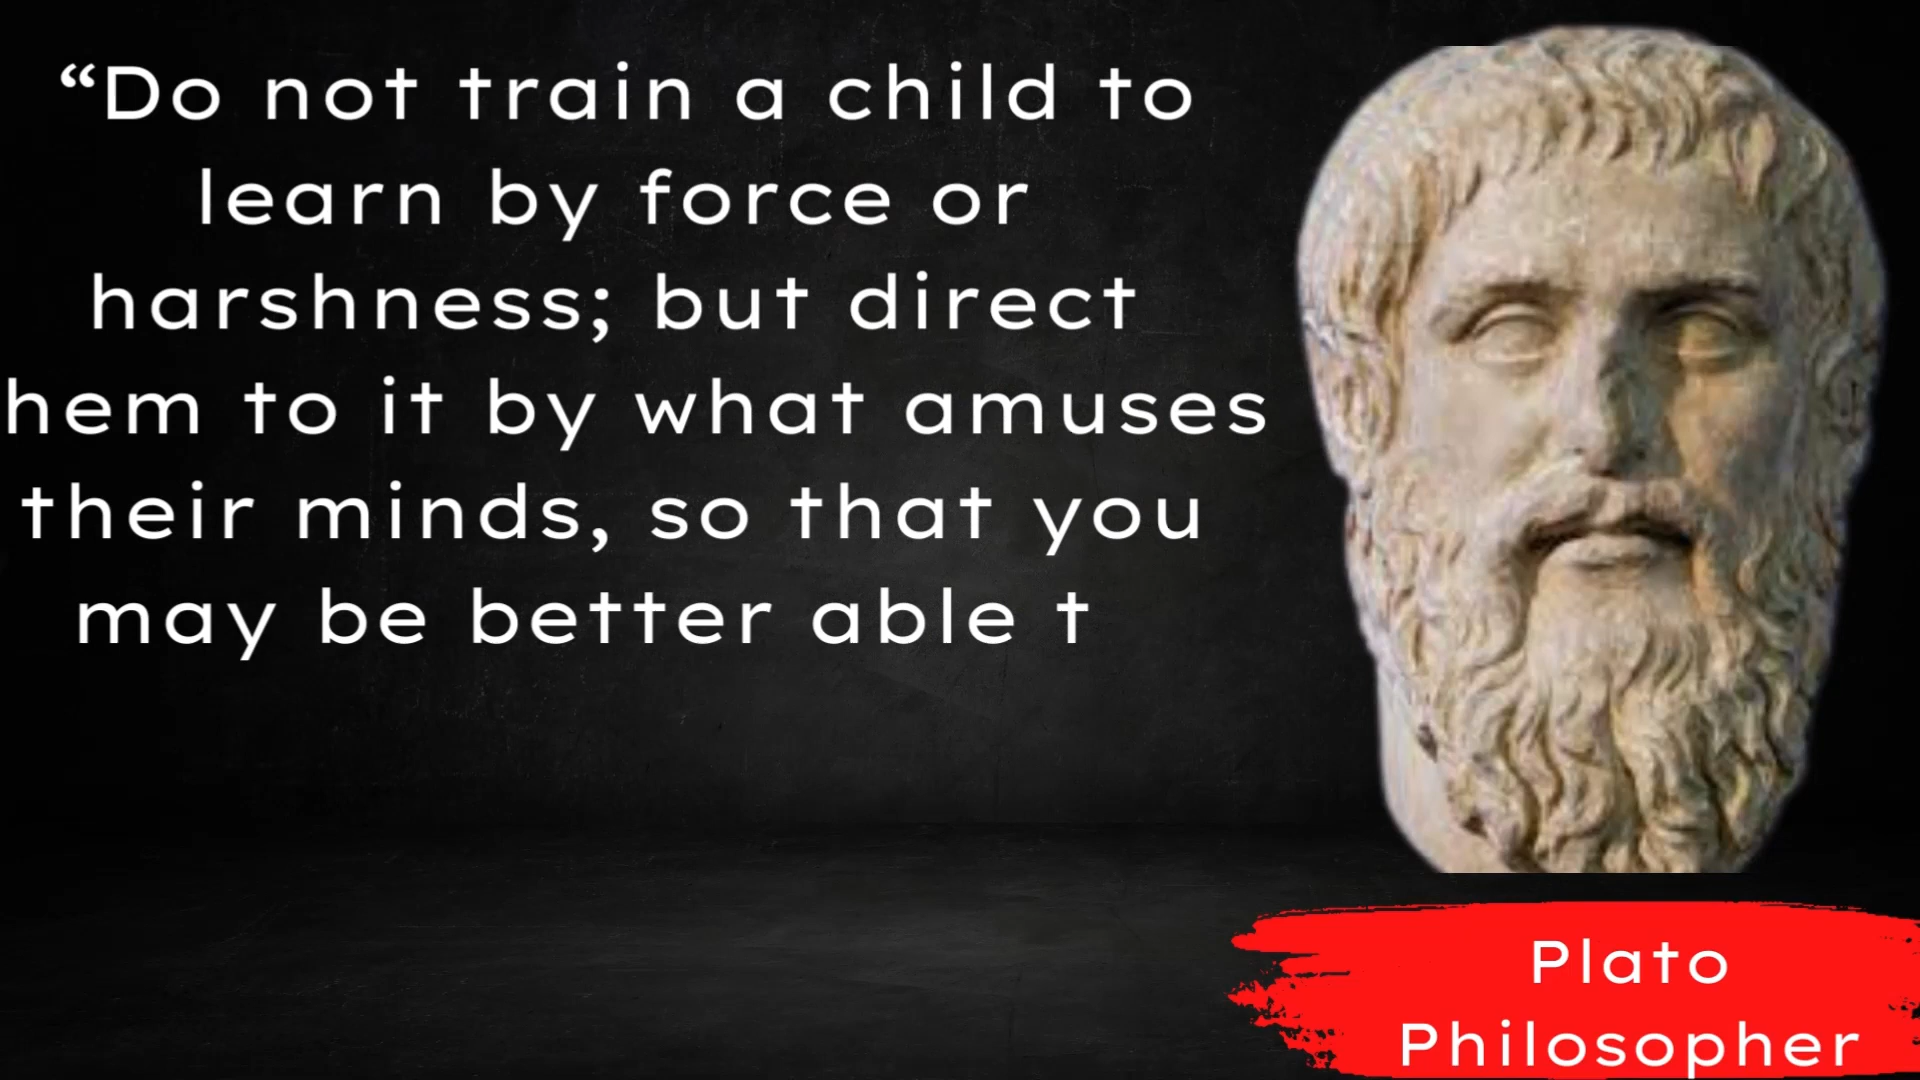 “Do not train a child to
learn by force or
harshness; but direct
hem to it by what amuses
their minds, so that you
may be better able t
Plato
Philosopher